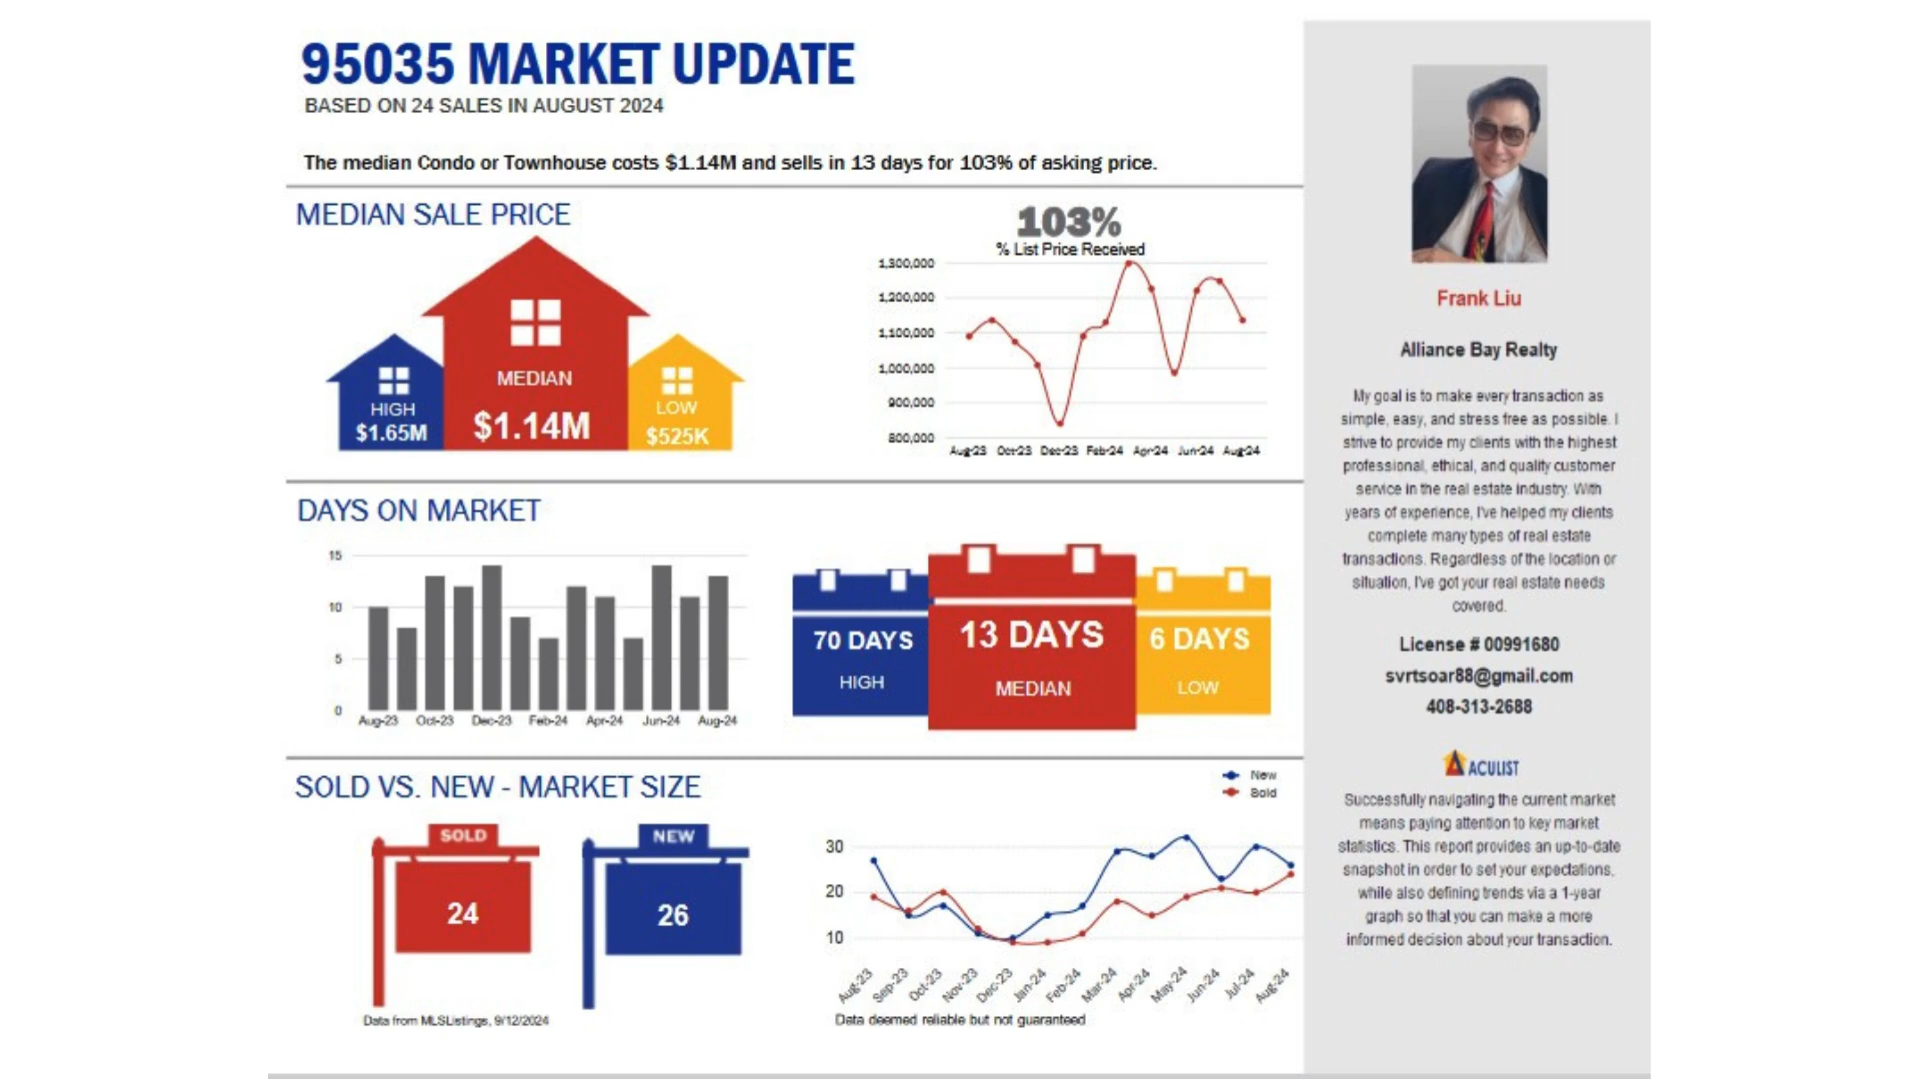 95035 MARKET UPDATE
BASED ON 24 SALES IN AUGUST 2024
The median Condo or Townhouse costs $1.14M and sells in 13 days for 103% of asking price.
MEDIAN SALE PRICE
HIGH
$1.65M
MEDIAN
$1.14M
LOW
$525K
103%
% List Price Received
1,300,000
1,200,000
1,100,000
1,000,000
900,000
800,000
Aug-23 Oct-23 Dec-23 Feb-24 Apr-24 Jun-24 Aug-24
DAYS ON MARKET
15
10
5
0
Aug-23 Oct-23 Dec-23 Feb-24 Apr-24 Jun-24 Aug-24
70 DAYS
HIGH
13 DAYS
MEDIAN
6 DAYS
LOW
SOLD VS. NEW - MARKET SIZE
SOLD
24
NEW
26
New
Sold
30
20
10
Aug-23 Sep-23 Oct-23 Nov-23 Dec-23 Jan-24 Feb-24 Mar-24 Apr-24 May-24 Jun-24 Jul-24 Aug-24
Data from MLSListings, 9/12/2024
Data deemed reliable but not guaranteed
Frank Liu
Alliance Bay Realty
My goal is to make every transaction as
simple, easy, and stress free as possible. I
strive to provide my clients with the highest
professional, ethical, and quality customer
service in the real estate industry. With
years of experience, I've helped my clients
complete many types of real estate
transactions. Regardless of the location or
situation, I've got your real estate needs
covered.
License # 00991680
svrtsoar88@gmail.com
408-313-2688
ACULIST
Successfully navigating the current market
means paying attention to key market
statistics. This report provides an up-to-date
snapshot in order to set your expectations,
while also defining trends via a 1-year
graph so that you can make a more
informed decision about your transaction.